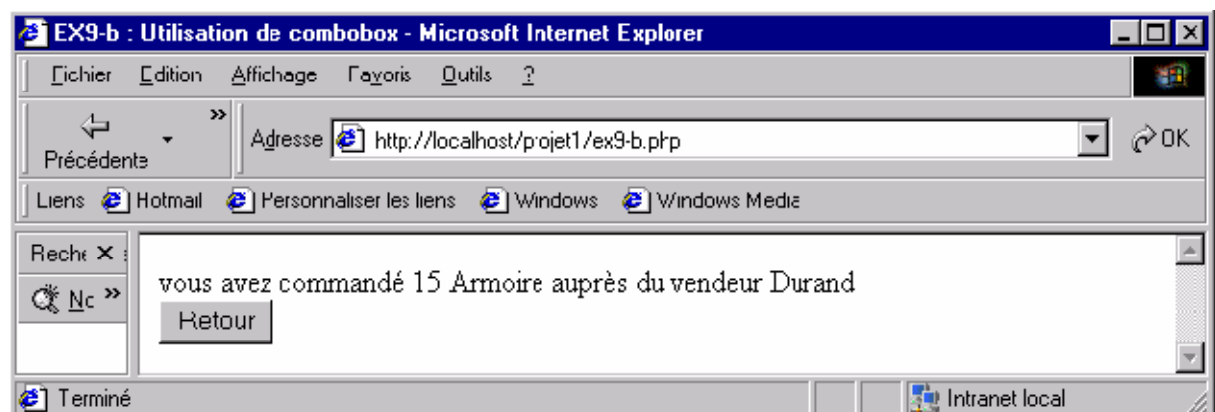 EX9-b : Utilisation de combobox - Microsoft Internet Explorer
Fichier Edition Affichage Favoris Outils ?
Précédente » Adresse http://localhost/projet1/ex9-b.php OK
Liens Hotmail Personnaliser les liens Windows Windows Media
Reche
vous avez commandé 15 Armoire auprès du vendeur Durand
Nc »
Retour
Terminé Intranet local